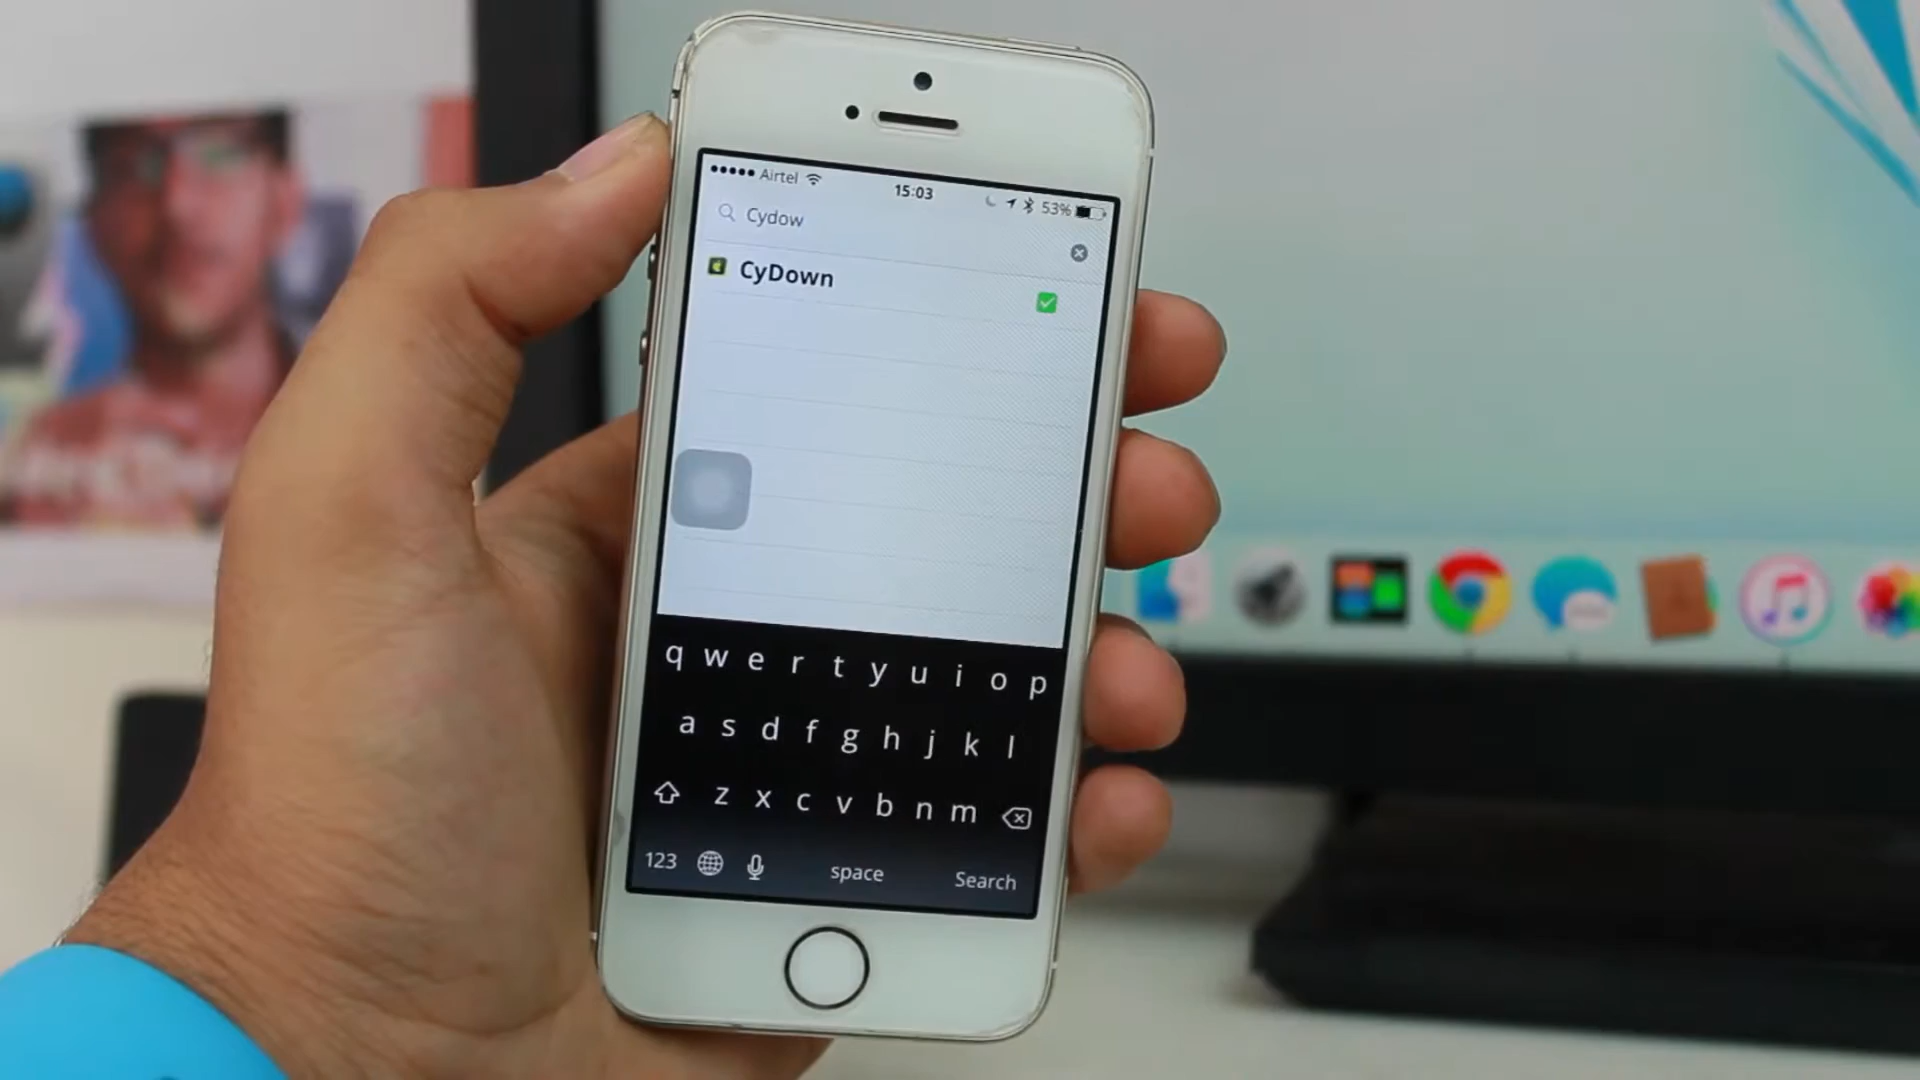 Airtel 15:03 53%
Cydow
CyDown
q w e r t y u i o p
a s d f g h j k l
z x c v b n m
123 space Search